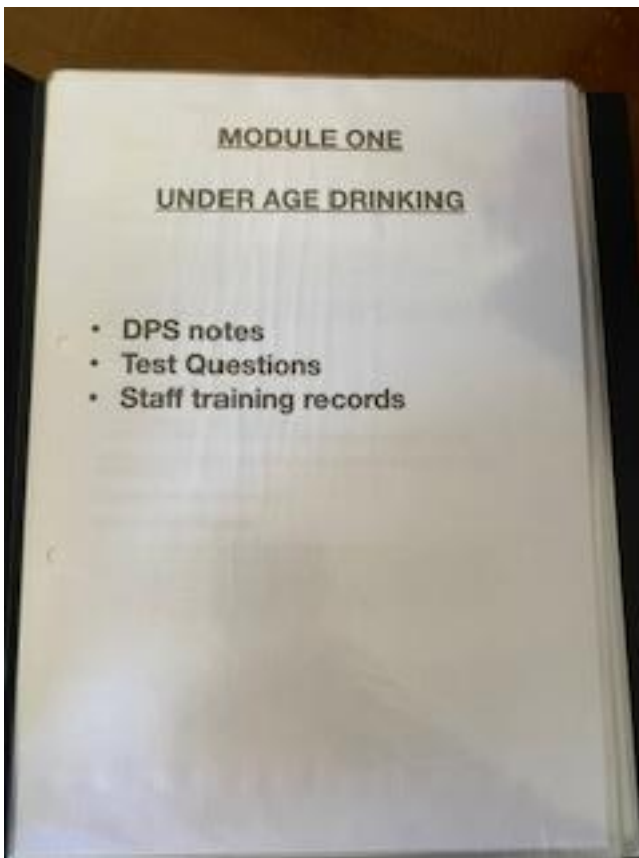 MODULE ONE
UNDER AGE DRINKING
• DPS notes
• Test Questions
• Staff training records